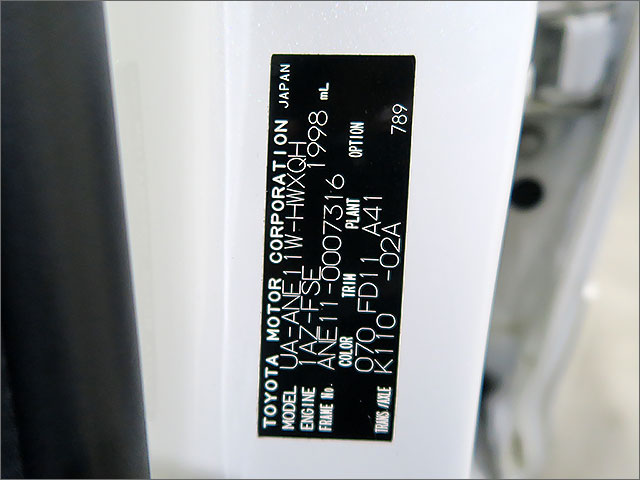 TOYOTA MOTOR CORPORATION JAPAN
MODEL UA-ANE11W-HWXQH
ENGINE 1AZ-FSE 1998 mL
FRAME No. ANE11-0007316
COLOR TRIM PLANT OPTION
070 FD11 A41 789
TRANS/AXLE K110 -02A